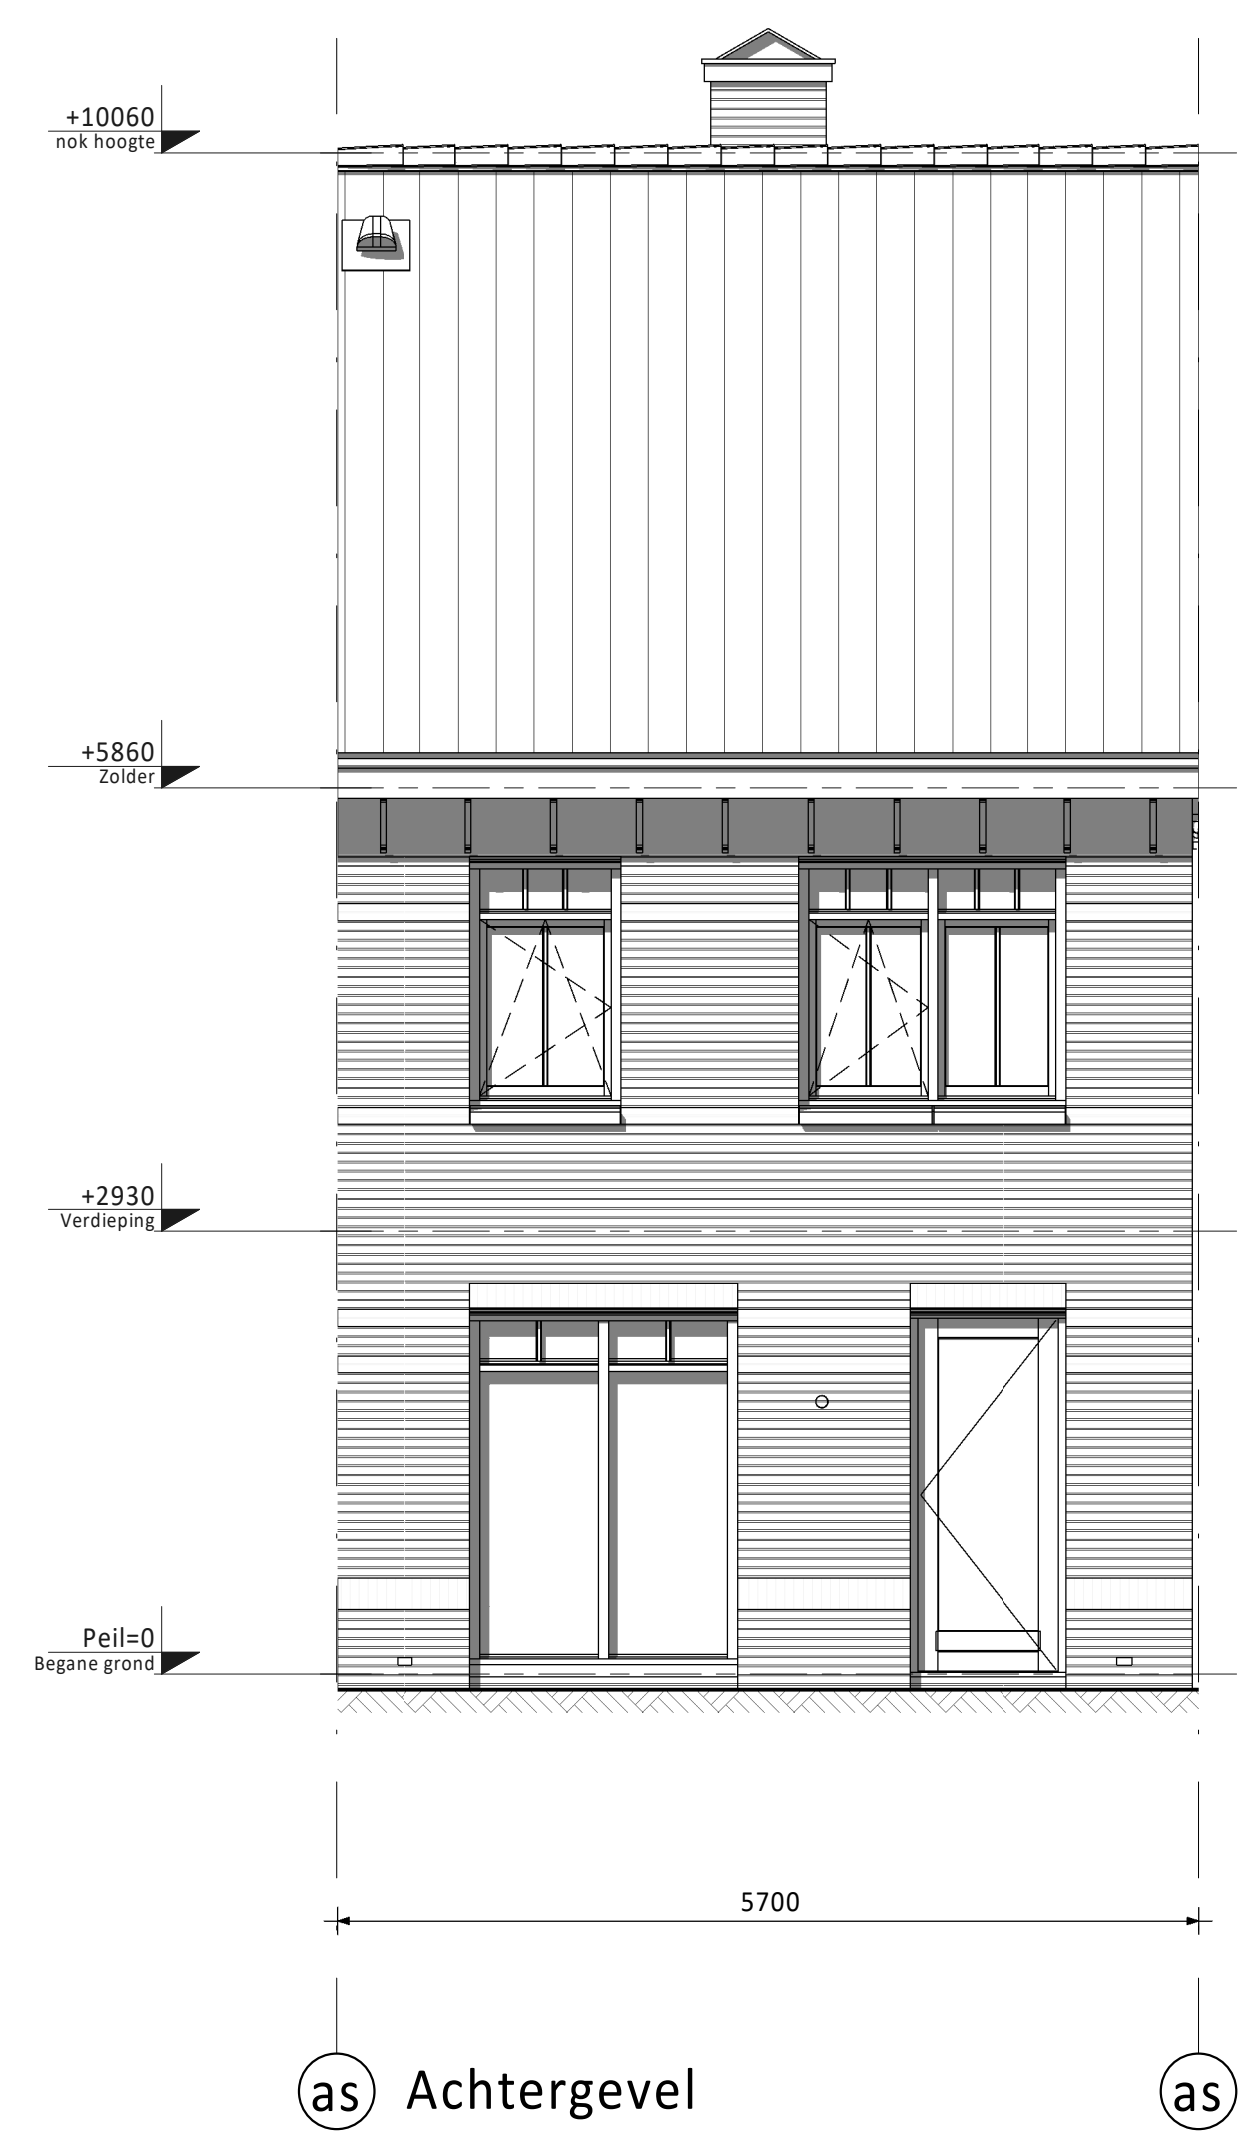 +10060
nok hoogte
+5860
Zolder
+2930
Verdieping
Peil=0
Begane grond
5700
as Achtergevel as